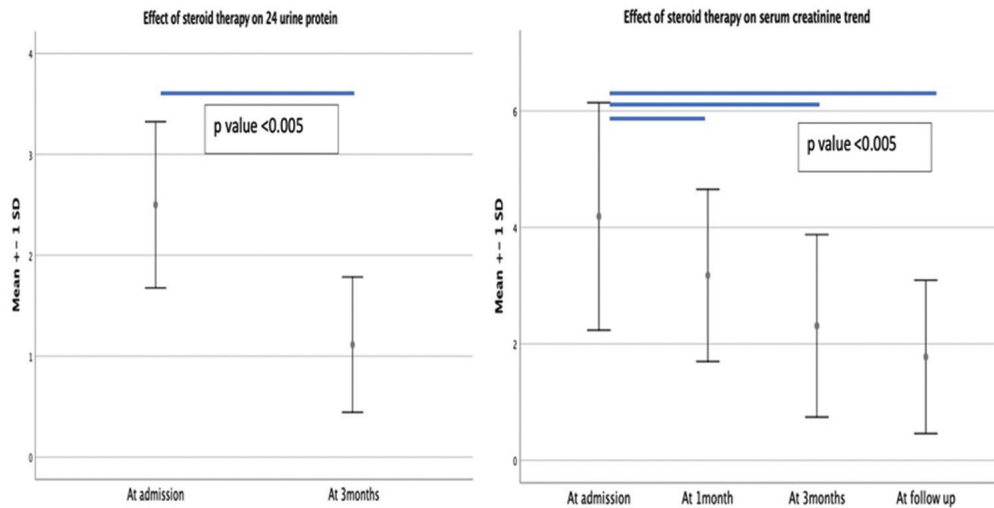 Effect of steroid therapy on 24 urine protein
Mean +- 1 SD
4
3
2
1
0
p value <0.005
At admission
At 3months
Effect of steroid therapy on serum creatinine trend
Mean +- 1 SD
6
4
2
0
p value <0.005
At admission
At 1month
At 3months
At follow up